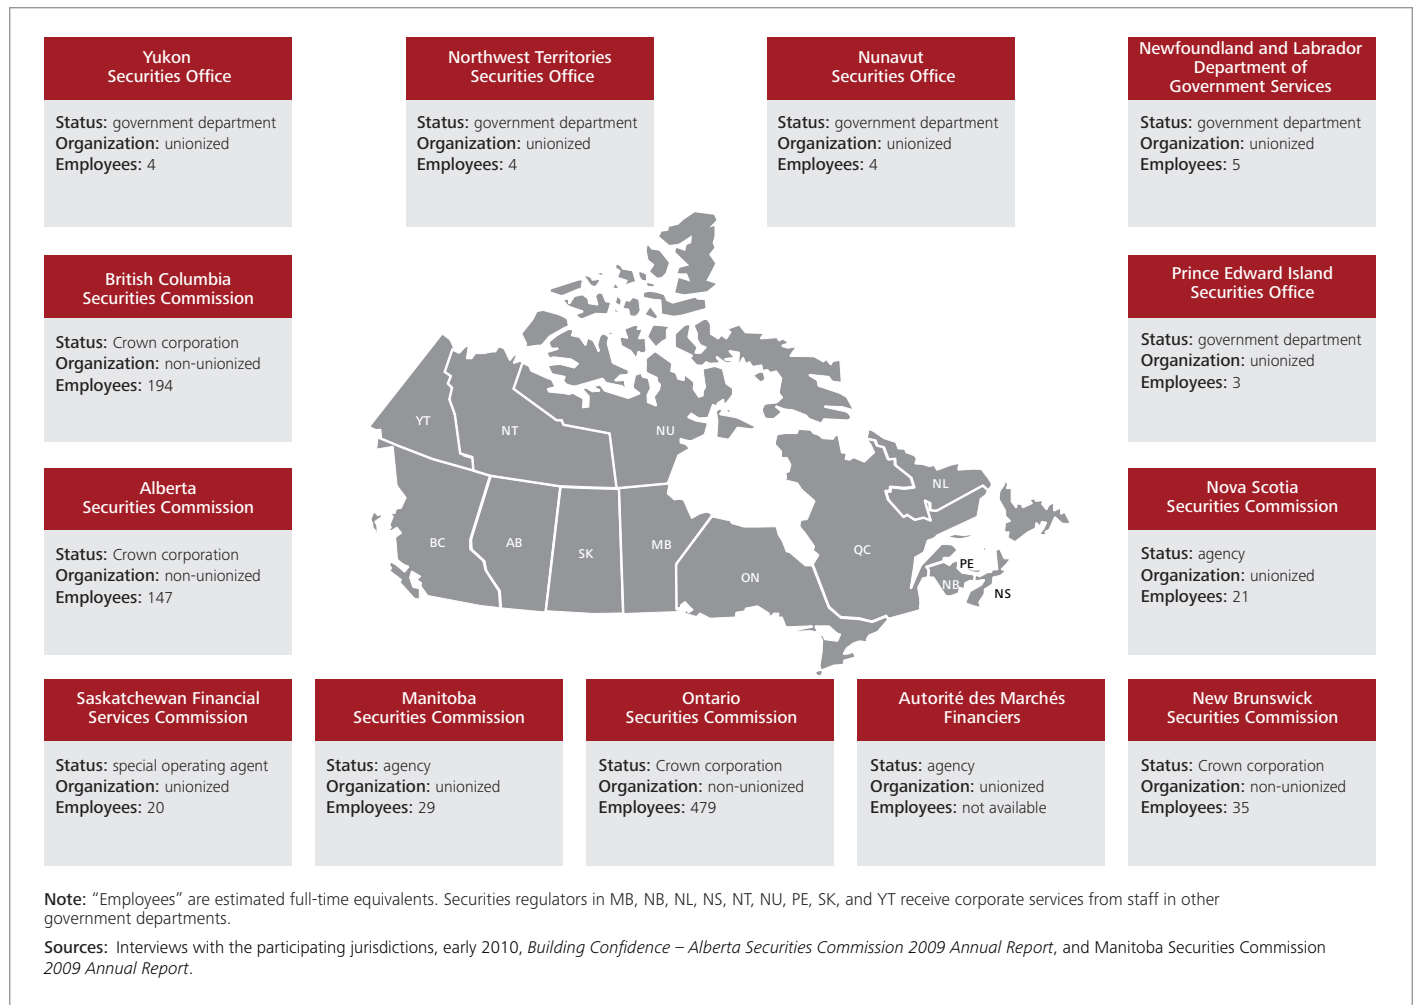 Yukon
Securities Office
Status: government department
Organization: unionized
Employees: 4
Northwest Territories
Securities Office
Status: government department
Organization: unionized
Employees: 4
Nunavut
Securities Office
Status: government department
Organization: unionized
Employees: 4
Newfoundland and Labrador
Department of
Government Services
Status: government department
Organization: unionized
Employees: 5
British Columbia
Securities Commission
Status: Crown corporation
Organization: non-unionized
Employees: 194
Prince Edward Island
Securities Office
Status: government department
Organization: unionized
Employees: 3
Alberta
Securities Commission
Status: Crown corporation
Organization: non-unionized
Employees: 147
YT
NT
NU
NL
BC
AB
SK
MB
ON
QC
PE
NB
NS
Nova Scotia
Securities Commission
Status: agency
Organization: unionized
Employees: 21
Saskatchewan Financial
Services Commission
Status: special operating agent
Organization: unionized
Employees: 20
Manitoba
Securities Commission
Status: agency
Organization: unionized
Employees: 29
Ontario
Securities Commission
Status: Crown corporation
Organization: non-unionized
Employees: 479
Autorité des Marchés
Financiers
Status: agency
Organization: unionized
Employees: not available
New Brunswick
Securities Commission
Status: Crown corporation
Organization: non-unionized
Employees: 35
Note: “Employees” are estimated full-time equivalents. Securities regulators in MB, NB, NL, NS, NT, NU, PE, SK, and YT receive corporate services from staff in other
government departments.
Sources: Interviews with the participating jurisdictions, early 2010, Building Confidence – Alberta Securities Commission 2009 Annual Report, and Manitoba Securities Commission
2009 Annual Report.